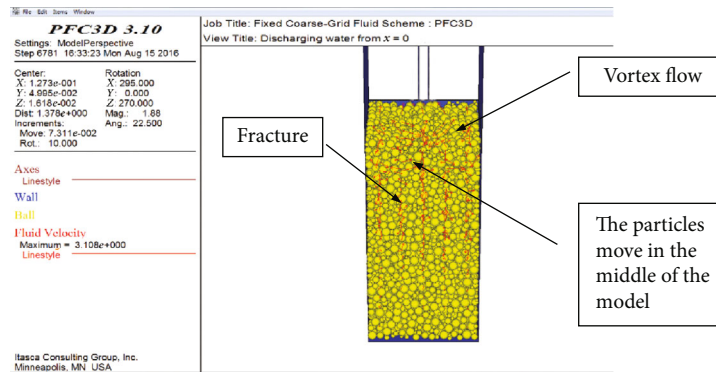 File Edit Items Window
PFC3D 3.10
Settings: ModelPerspective
Step 6781 16:33:23 Mon Aug 15 2016
Center:
X: 1.273e-001
Y: 4.995e-002
Z: 1.618e-002
Dist: 1.378e+000
Increments:
Move: 7.311e-002
Rot.: 10.000
Rotation
X: 295.000
Y: 0.000
Z: 270.000
Mag.: 1.88
Ang.: 22.500
Axes
Linestyle
Wall
Ball
Fluid Velocity
Maximum = 3.108e+000
Linestyle
Itasca Consulting Group, Inc.
Minneapolis, MN USA
Job Title: Fixed Coarse-Grid Fluid Scheme : PFC3D
View Title: Discharging water from x = 0
Vortex flow
Fracture
The particles
move in the
middle of the
model